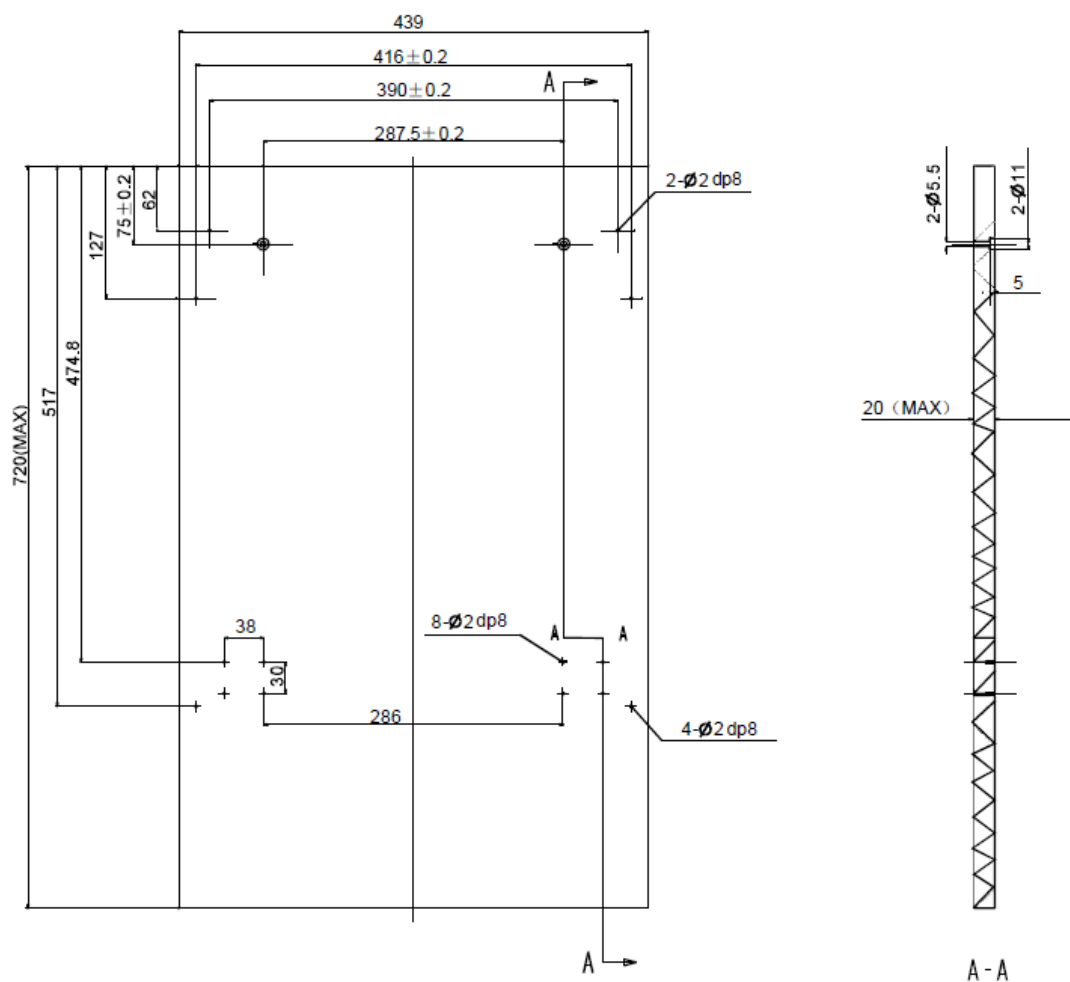 439
416±0.2
A
390±0.2
287.5±0.2
2-Ø2 dp8
62
75±0.2
127
474.8
517
720(MAX)
2-Ø5.5
2-Ø11
5
20（MAX）
38
8-Ø2 dp8
A
A
30
286
4-Ø2 dp8
A
A-A